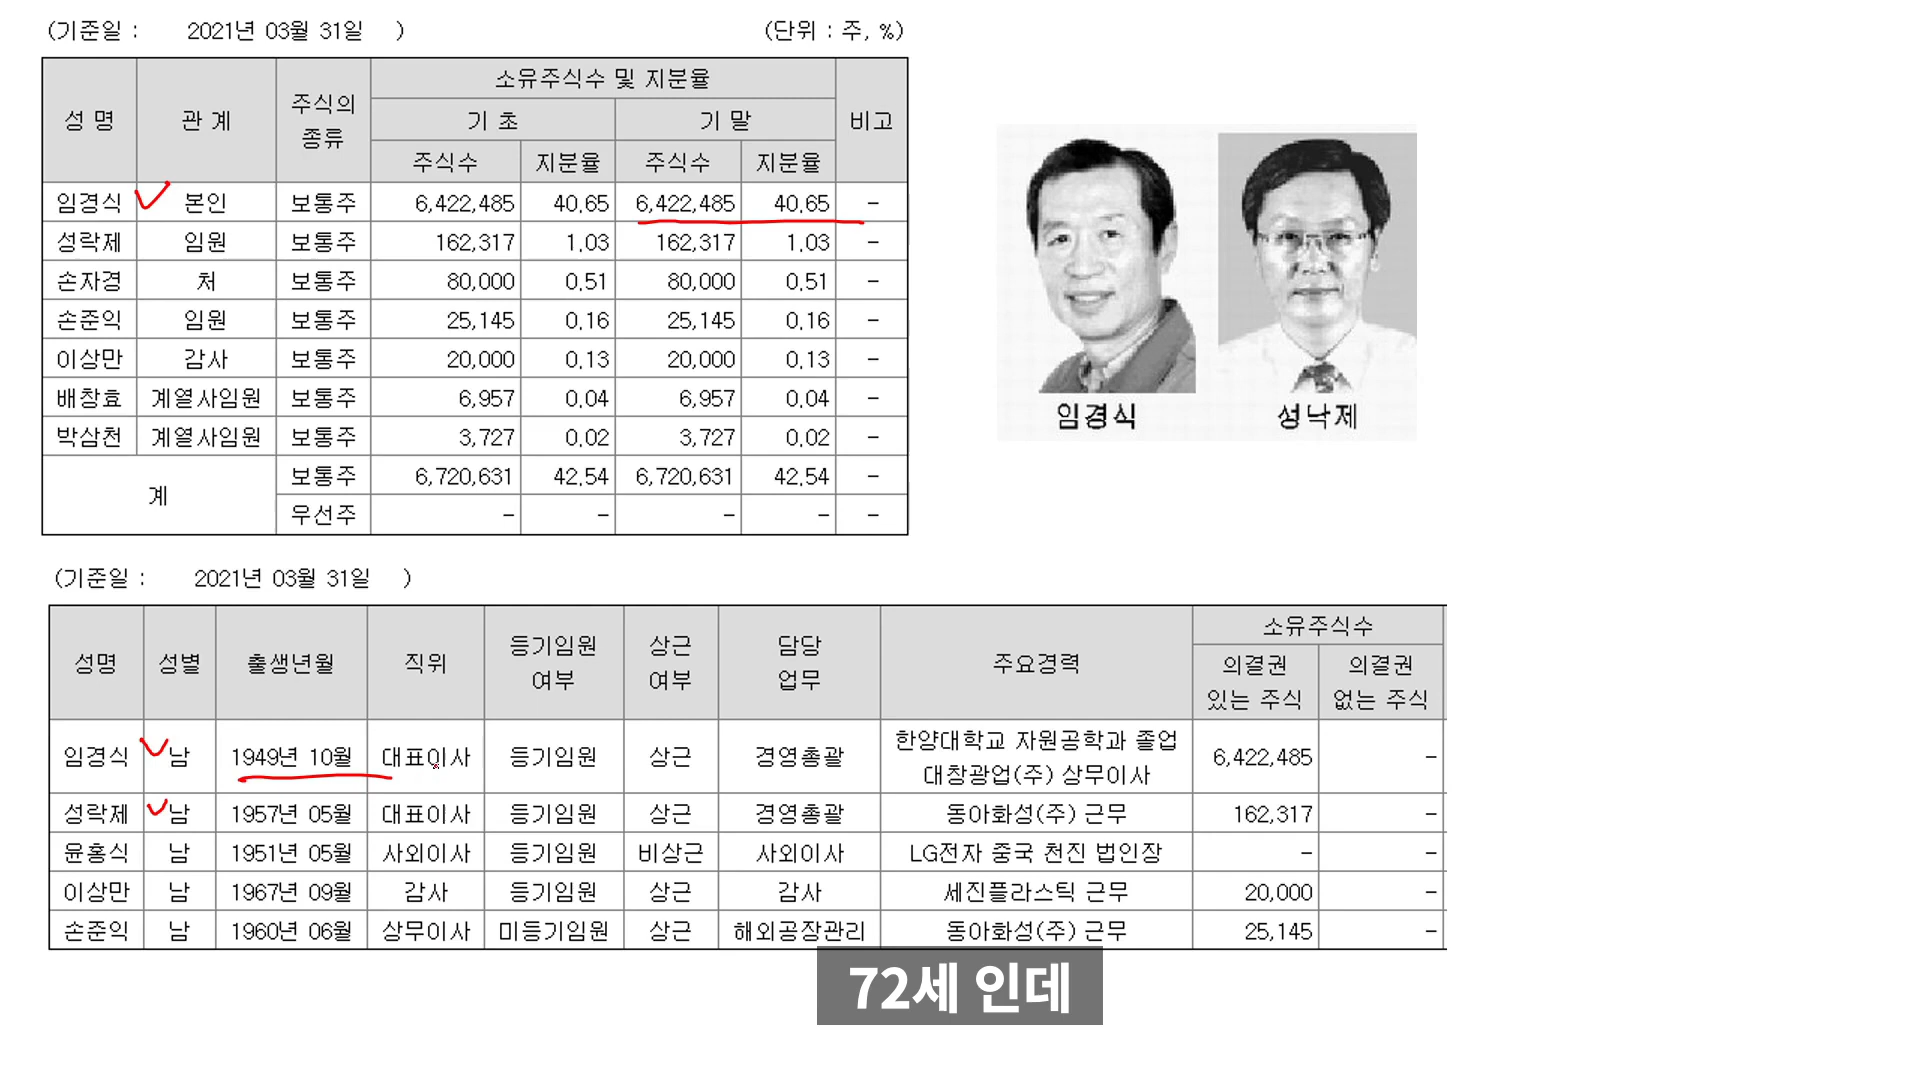 (기준일 : 2021년 03월 31일 ) (단위 : 주, %)
성 명 관 계 주식의 종류 소유주식수 및 지분율 비고
기 초 기 말
주식수 지분율 주식수 지분율
임경식 본인 보통주 6,422,485 40.65 6,422,485 40.65 -
성락제 임원 보통주 162,317 1.03 162,317 1.03 -
손자경 처 보통주 80,000 0.51 80,000 0.51 -
손준익 임원 보통주 25,145 0.16 25,145 0.16 -
이상만 감사 보통주 20,000 0.13 20,000 0.13 -
배창효 계열사임원 보통주 6,957 0.04 6,957 0.04 -
박삼천 계열사임원 보통주 3,727 0.02 3,727 0.02 -
계 보통주 6,720,631 42.54 6,720,631 42.54 -
우선주 - - - - -
임경식 성낙제
(기준일 : 2021년 03월 31일 )
성명 성별 출생년월 직위 등기임원 여부 상근 여부 담당 업무 주요경력 소유주식수
의결권 있는 주식 의결권 없는 주식
임경식 남 1949년 10월 대표이사 등기임원 상근 경영총괄 한양대학교 자원공학과 졸업 대창광업(주) 상무이사 6,422,485 -
성락제 남 1957년 05월 대표이사 등기임원 상근 경영총괄 동아화성(주) 근무 162,317 -
윤홍식 남 1951년 05월 사외이사 등기임원 비상근 사외이사 LG전자 중국 천진 법인장 - -
이상만 남 1967년 09월 감사 등기임원 상근 감사 세진플라스틱 근무 20,000 -
손준익 남 1960년 06월 상무이사 미등기임원 상근 해외공장관리 동아화성(주) 근무 25,145 -
72세 인데